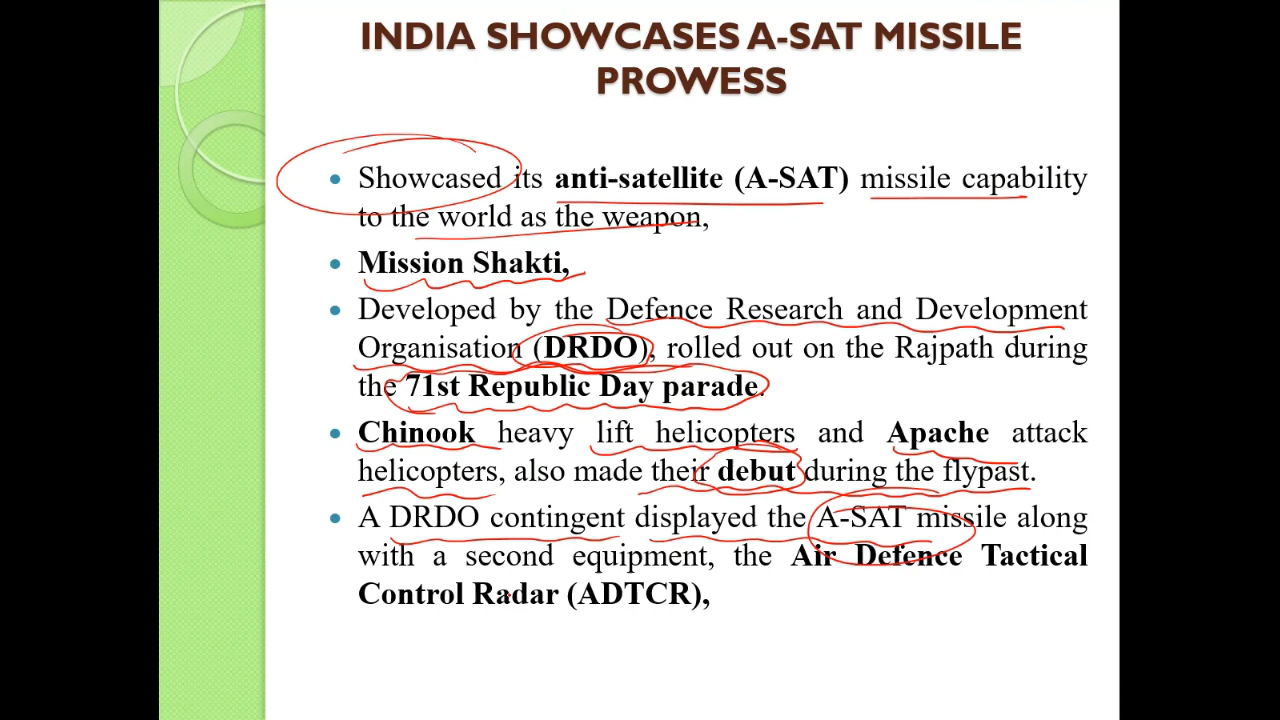 INDIA SHOWCASES A-SAT MISSILE
PROWESS
• Showcased its anti-satellite (A-SAT) missile capability
to the world as the weapon,
• Mission Shakti,
• Developed by the Defence Research and Development
Organisation (DRDO), rolled out on the Rajpath during
the 71st Republic Day parade.
• Chinook heavy lift helicopters and Apache attack
helicopters, also made their debut during the flypast.
• A DRDO contingent displayed the A-SAT missile along
with a second equipment, the Air Defence Tactical
Control Radar (ADTCR),